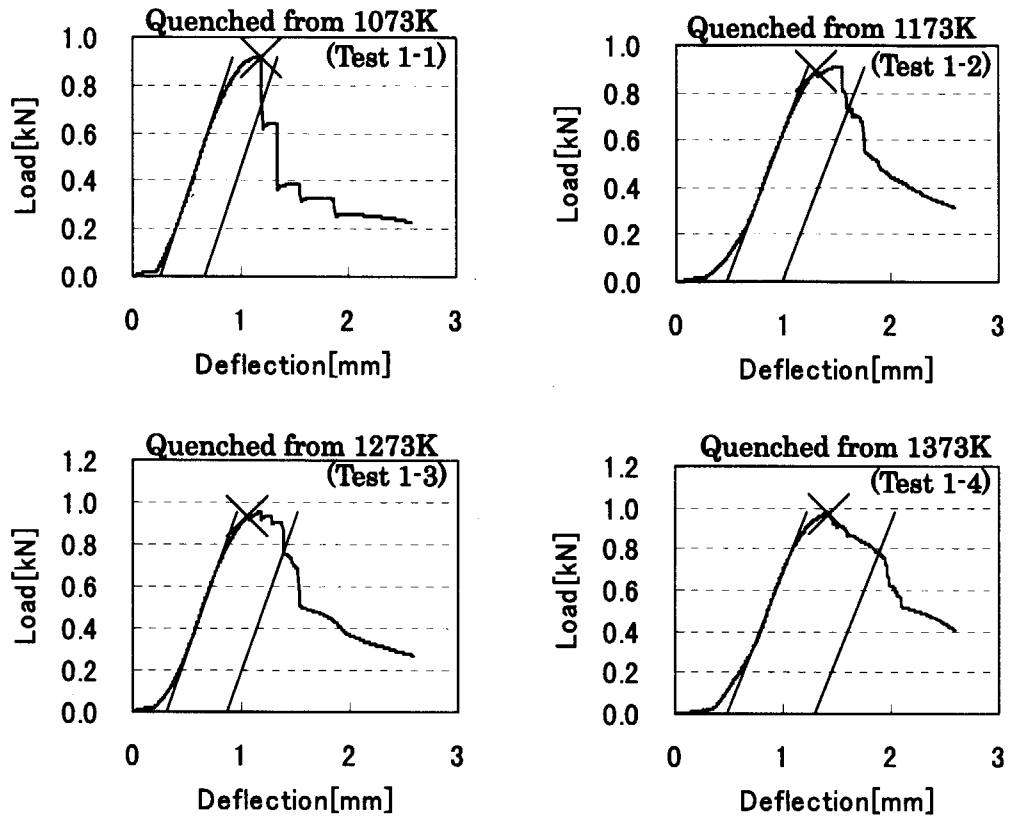 Quenched from 1073K
(Test 1-1)
1.0
0.8
0.6
0.4
0.2
0.0
Load[kN]
0 1 2 3
Deflection[mm]
Quenched from 1173K
(Test 1-2)
1.0
0.8
0.6
0.4
0.2
0.0
Load[kN]
0 1 2 3
Deflection[mm]
Quenched from 1273K
(Test 1-3)
1.2
1.0
0.8
0.6
0.4
0.2
0.0
Load[kN]
0 1 2 3
Deflection[mm]
Quenched from 1373K
(Test 1-4)
1.2
1.0
0.8
0.6
0.4
0.2
0.0
Load[kN]
0 1 2 3
Deflection[mm]